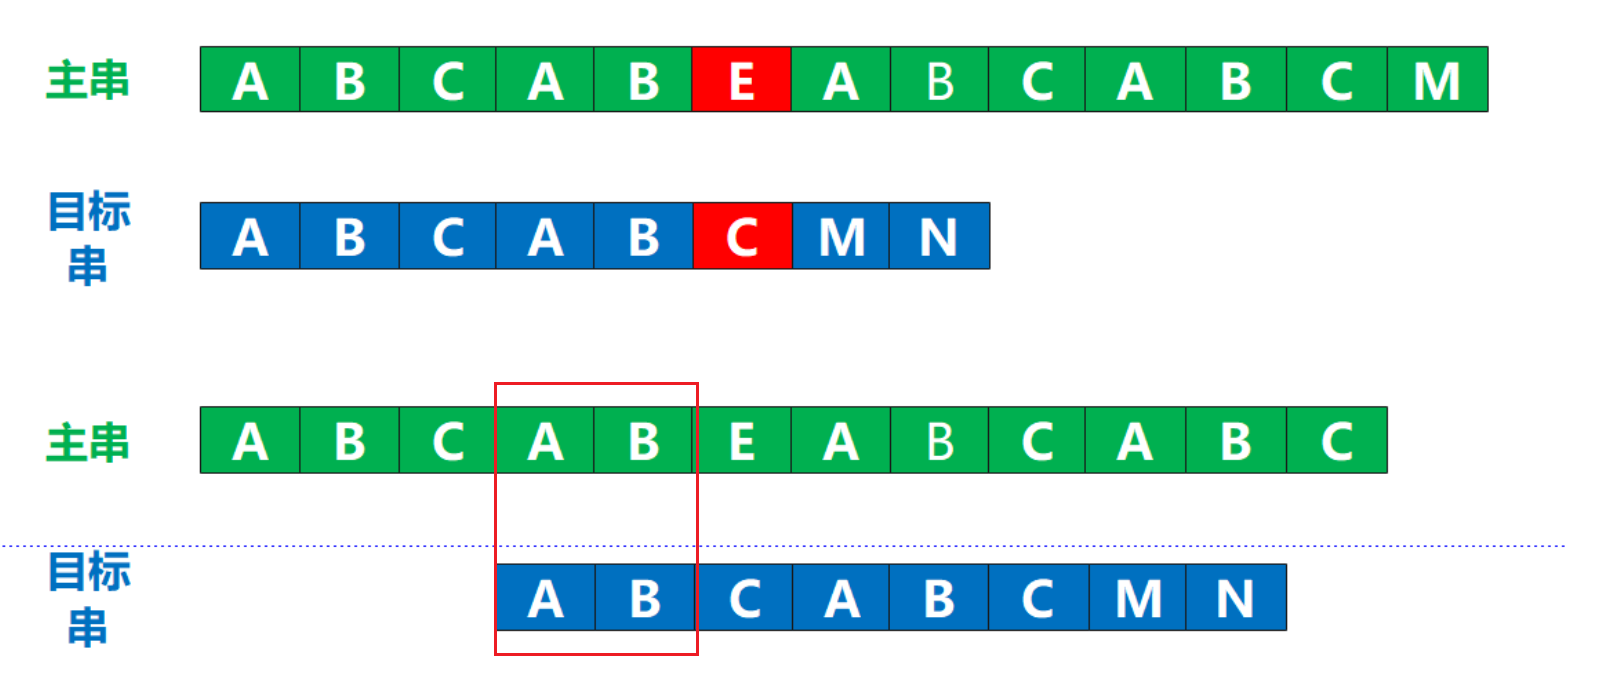 主串 A B C A B E A B C A B C M
目标
串 A B C A B C M N
主串 A B C A B E A B C A B C
目标
串 A B C A B C M N